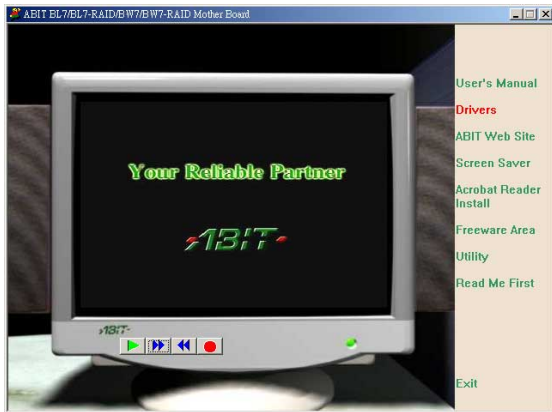 ABIT BL7/BL7-RAID/BW7/BW7-RAID Mother Board
Your Reliable Partner
ABIT
ABIT
User's Manual
Drivers
ABIT Web Site
Screen Saver
Acrobat Reader
Install
Freeware Area
Utility
Read Me First
Exit